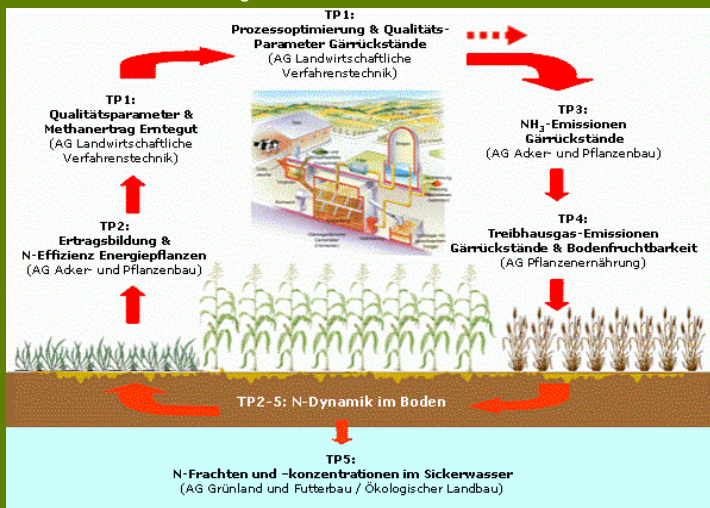 TP1:
Prozessoptimierung & Qualitäts-
Parameter Gärrückstände
(AG Landwirtschaftliche
Verfahrenstechnik)
TP1:
Qualitätsparameter &
Methanertrag Erntegut
(AG Landwirtschaftliche
Verfahrenstechnik)
TP2:
Ertragsbildung &
N-Effizienz Energiepflanzen
(AG Acker- und Pflanzenbau)
TP3:
NH3-Emissionen
Gärrückstände
(AG Acker- und Pflanzenbau)
TP4:
Treibhausgas-Emissionen
Gärrückstände & Bodenfruchtbarkeit
(AG Pflanzenernährung)
TP2-5: N-Dynamik im Boden
TP5:
N-Frachten und -konzentrationen im Sickerwasser
(AG Grünland und Futterbau / Ökologischer Landbau)